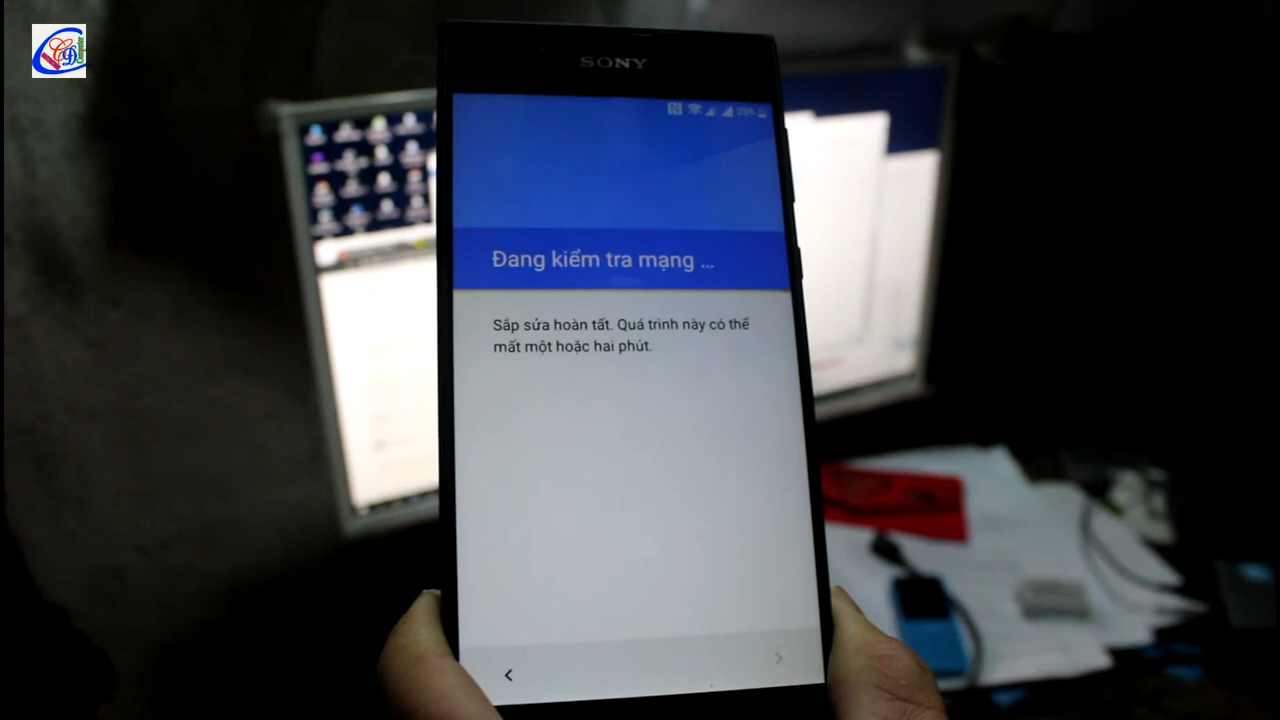 SONY
Đang kiểm tra mạng ...
Sắp sửa hoàn tất. Quá trình này có thể
mất một hoặc hai phút.